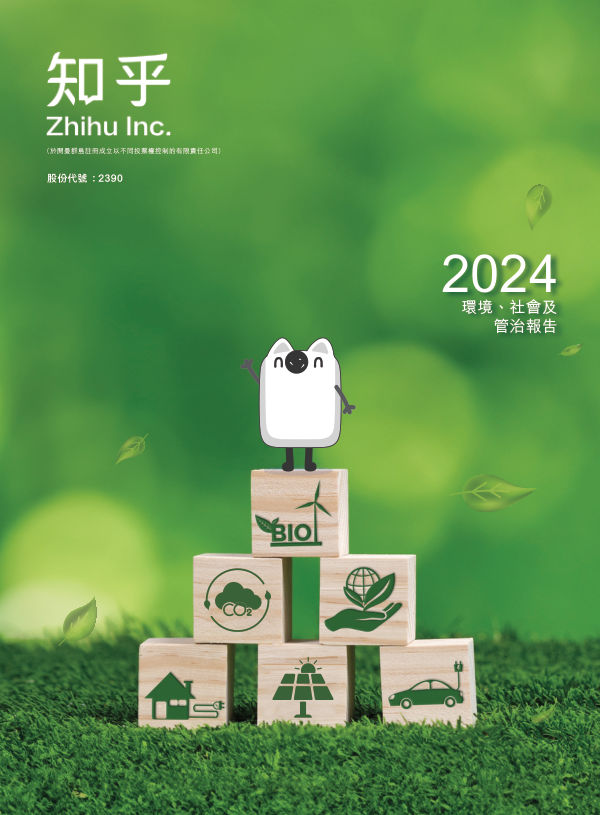 知乎
Zhihu Inc.
(於開曼群島註冊成立以不同投票權控制的有限責任公司)
股份代號：2390
2024
環境、社會及
管治報告
BIO
CO₂